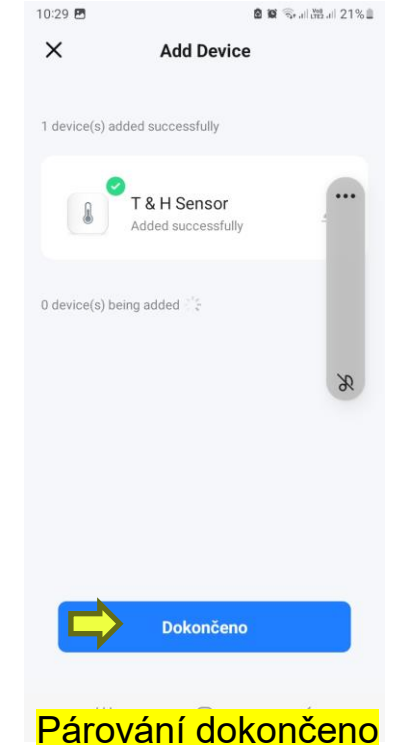 10:29 21%
Add Device
1 device(s) added successfully
T & H Sensor
Added successfully
0 device(s) being added
Dokončeno
Párování dokončeno